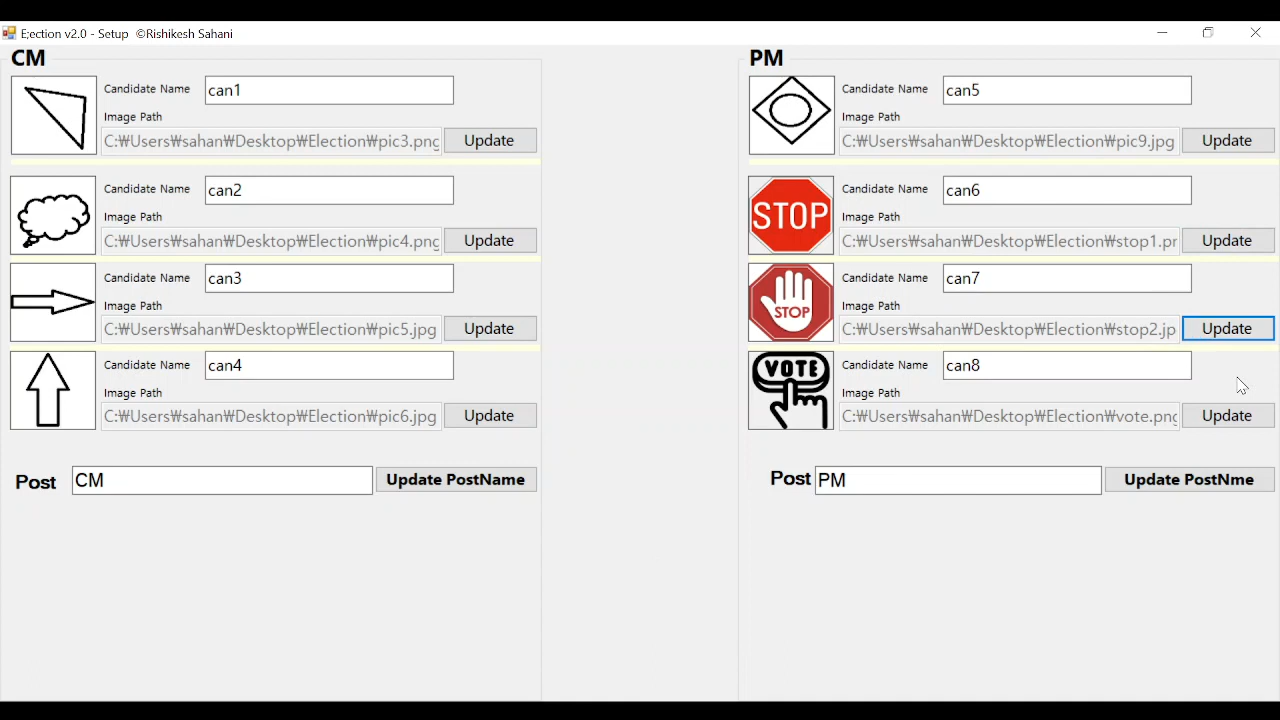 E;ection v2.0 - Setup ©Rishikesh Sahani
CM
Candidate Name can1
Image Path
C:₩Users₩sahan₩Desktop₩Election₩pic3.png Update
Candidate Name can2
Image Path
C:₩Users₩sahan₩Desktop₩Election₩pic4.png Update
Candidate Name can3
Image Path
C:₩Users₩sahan₩Desktop₩Election₩pic5.jpg Update
Candidate Name can4
Image Path
C:₩Users₩sahan₩Desktop₩Election₩pic6.jpg Update
Post CM Update PostName
PM
Candidate Name can5
Image Path
C:₩Users₩sahan₩Desktop₩Election₩pic9.jpg Update
STOP
Candidate Name can6
Image Path
C:₩Users₩sahan₩Desktop₩Election₩stop1.pr Update
STOP
Candidate Name can7
Image Path
C:₩Users₩sahan₩Desktop₩Election₩stop2.jp Update
VOTE
Candidate Name can8
Image Path
C:₩Users₩sahan₩Desktop₩Election₩vote.png Update
Post PM Update PostNme